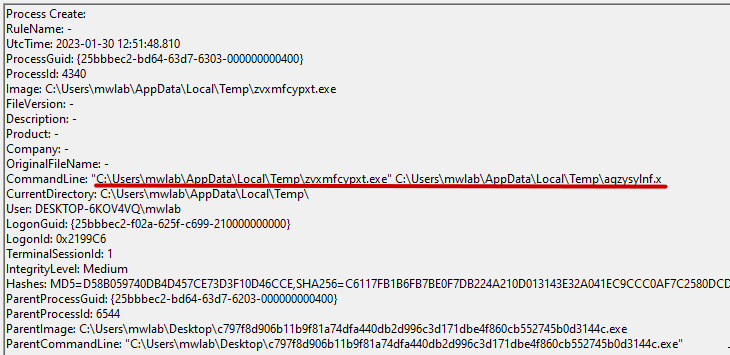 Process Create:
RuleName: -
UtcTime: 2023-01-30 12:51:48.810
ProcessGuid: {25bbbec2-bd64-63d7-6303-000000000400}
ProcessId: 4340
Image: C:\Users\mwlab\AppData\Local\Temp\zvxmfcypxt.exe
FileVersion: -
Description: -
Product: -
Company: -
OriginalFileName: -
CommandLine: "C:\Users\mwlab\AppData\Local\Temp\zvxmfcypxt.exe" C:\Users\mwlab\AppData\Local\Temp\aqzysylnf.x
CurrentDirectory: C:\Users\mwlab\AppData\Local\Temp\
User: DESKTOP-6KOV4VQ\mwlab
LogonGuid: {25bbbec2-f02a-625f-c699-210000000000}
LogonId: 0x2199C6
TerminalSessionId: 1
IntegrityLevel: Medium
Hashes: MD5=D58B059740DB4D457CE73D3F10D46CCE,SHA256=C6117FB1B6FB7BE0F7DB224A210D013143E32A041EC9CCC0AF7C2580DCD
ParentProcessGuid: {25bbbec2-bd64-63d7-6203-000000000400}
ParentProcessId: 6544
ParentImage: C:\Users\mwlab\Desktop\c797f8d906b11b9f81a74dfa440db2d996c3d171dbe4f860cb552745b0d3144c.exe
ParentCommandLine: "C:\Users\mwlab\Desktop\c797f8d906b11b9f81a74dfa440db2d996c3d171dbe4f860cb552745b0d3144c.exe"